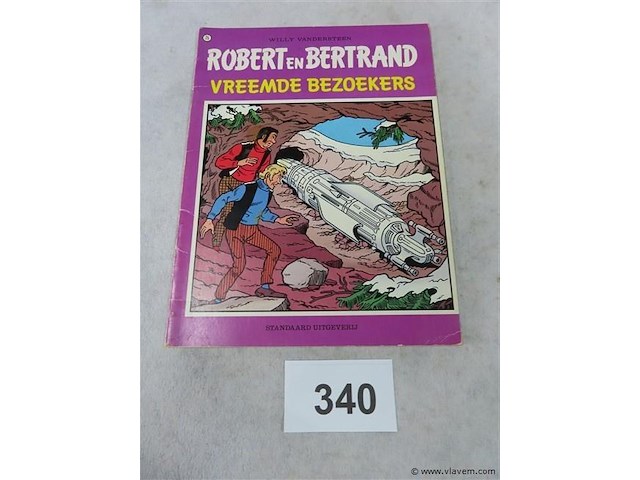 WILLY VANDERSTEEN
ROBERT EN BERTRAND
VREEMDE BEZOEKERS
STANDAARD UITGEVERIJ
340
© www.vlavem.com